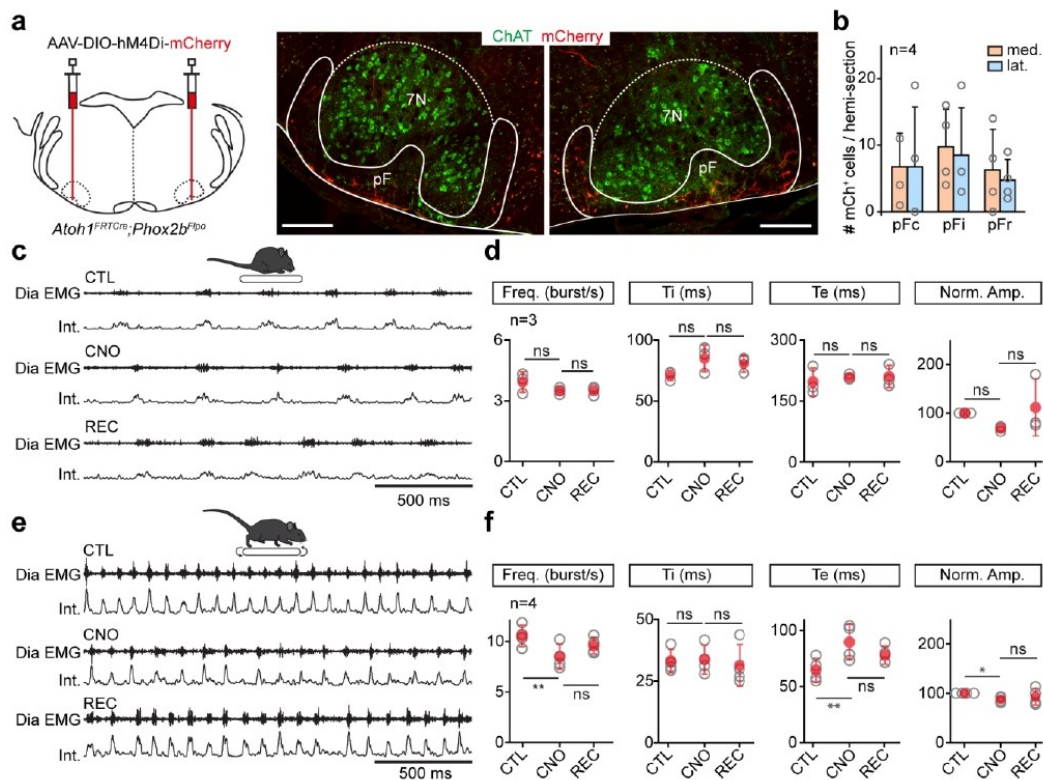 a
AAV-DIO-hM4Di-mCherry
Atoh1FRTCre;Phox2bFlpo
ChAT mCherry
7N
pF
7N
pF
b
n=4
med.
lat.
# mCh+ cells / hemi-section
20
10
0
pFc pFi pFr
c
CTL
Dia EMG
Int.
CNO
Dia EMG
Int.
REC
Dia EMG
Int.
500 ms
d
Freq. (burst/s)
n=3
ns
ns
6
3
0
CTL CNO REC
Ti (ms)
ns ns
100
50
0
CTL CNO REC
Te (ms)
ns ns
300
150
0
CTL CNO REC
Norm. Amp.
ns
ns
200
100
0
CTL CNO REC
e
CTL
Dia EMG
Int.
CNO
Dia EMG
Int.
REC
Dia EMG
Int.
500 ms
f
Freq. (burst/s)
n=4
10
5
0
**
ns
CTL CNO REC
Ti (ms)
ns ns
50
25
0
CTL CNO REC
Te (ms)
100
50
0
ns
**
CTL CNO REC
Norm. Amp.
ns
*
200
100
0
CTL CNO REC